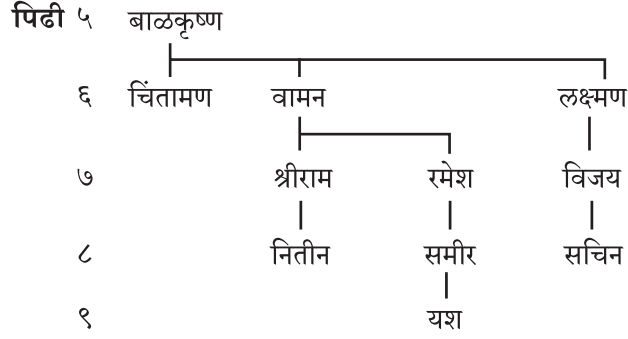 पिढी ५ बाळकृष्ण
६ चिंतामण वामन लक्ष्मण
७ श्रीराम रमेश विजय
८ नितीन समीर सचिन
९ यश